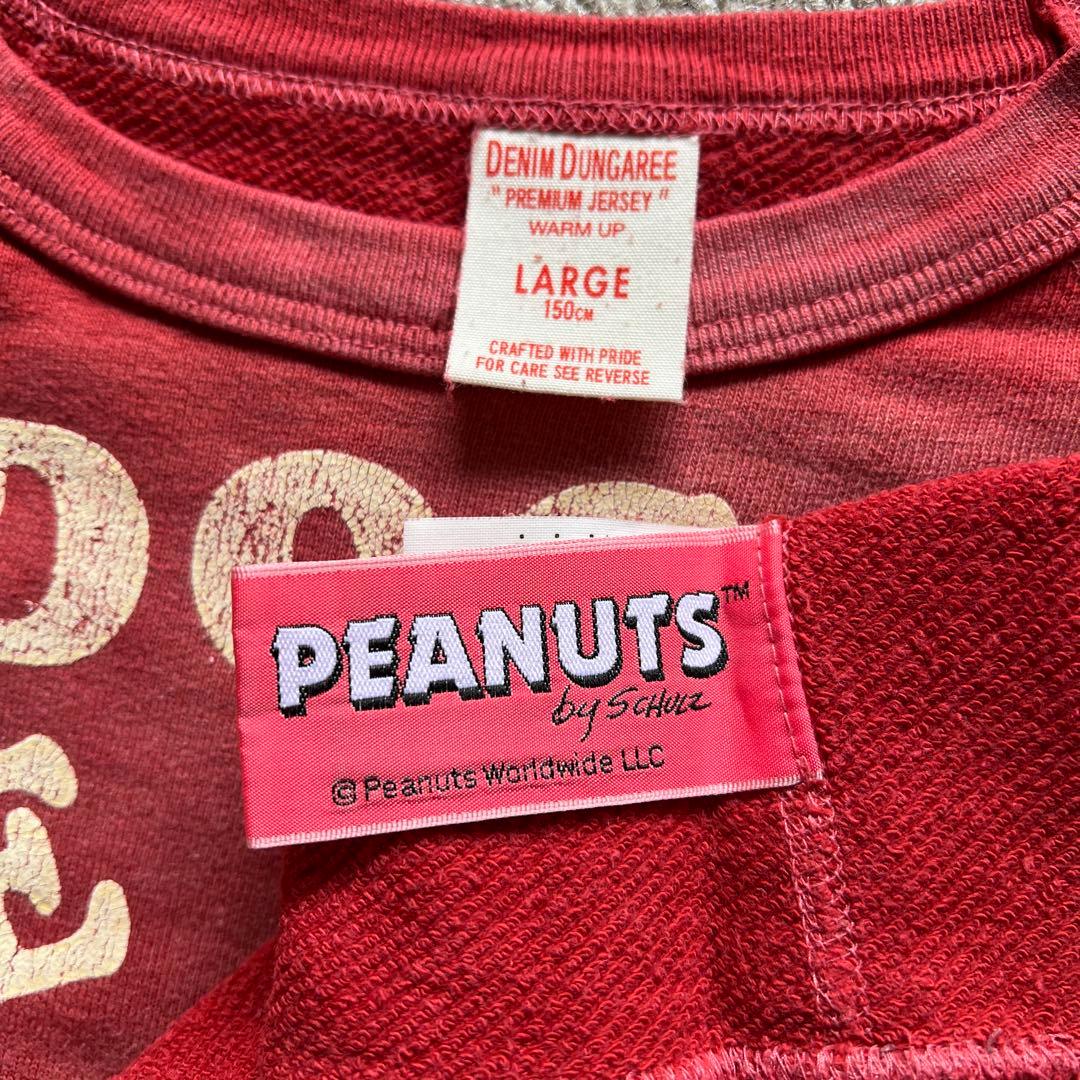 DENIM DUNGAREE
"PREMIUM JERSEY"
WARM UP
LARGE
150CM
CRAFTED WITH PRIDE
FOR CARE SEE REVERSE
PEANUTS™
by SCHULZ
© Peanuts Worldwide LLC